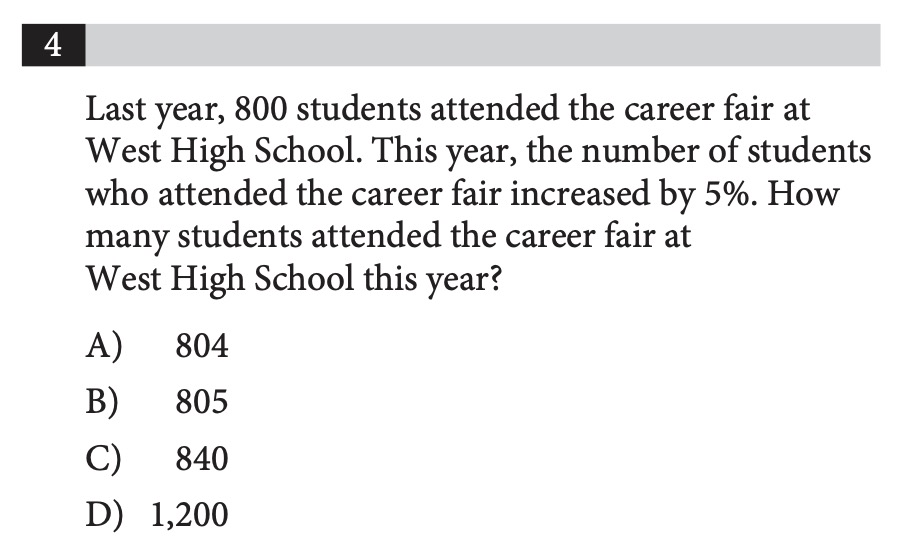 4
Last year, 800 students attended the career fair at
West High School. This year, the number of students
who attended the career fair increased by 5%. How
many students attended the career fair at
West High School this year?
A) 804
B) 805
C) 840
D) 1,200